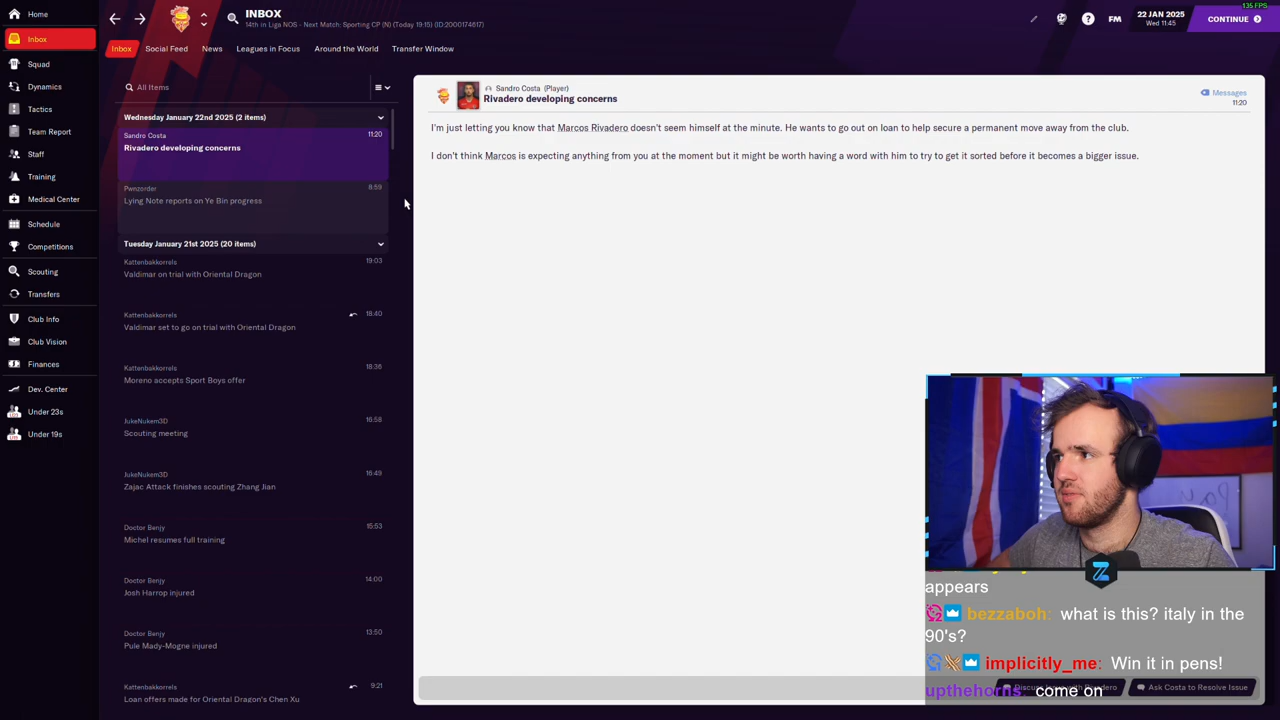 135 FPS
Home
Inbox
Squad
Dynamics
Tactics
Team Report
Staff
Training
Medical Center
Schedule
Competitions
Scouting
Transfers
Club Info
Club Vision
Finances
Dev. Center
Under 23s
Under 19s
INBOX
14th in Liga NOS - Next Match: Sporting CP (N) (Today 19:15) (ID:2000174617)
FM
22 JAN 2025
Wed 11:45
CONTINUE
Inbox
Social Feed
News
Leagues in Focus
Around the World
Transfer Window
All Items
Wednesday January 22nd 2025 (2 items)
Sandro Costa 11:20
Rivadero developing concerns
Pwnzorder 8:59
Lying Note reports on Ye Bin progress
Tuesday January 21st 2025 (20 items)
Kattenbakkorrels 19:03
Valdimar on trial with Oriental Dragon
Kattenbakkorrels 18:40
Valdimar set to go on trial with Oriental Dragon
Kattenbakkorrels 18:36
Moreno accepts Sport Boys offer
JukeNukem3D 16:58
Scouting meeting
JukeNukem3D 16:49
Zajac Attack finishes scouting Zhang Jian
Doctor Benjy 15:53
Michel resumes full training
Doctor Benjy 14:00
Josh Harrop injured
Doctor Benjy 13:50
Pule Mady-Mogne injured
Kattenbakkorrels 9:21
Loan offers made for Oriental Dragon's Chen Xu
Sandro Costa (Player)
Rivadero developing concerns
Messages
11:20
I'm just letting you know that Marcos Rivadero doesn't seem himself at the minute. He wants to go out on loan to help secure a permanent move away from the club.
I don't think Marcos is expecting anything from you at the moment but it might be worth having a word with him to try to get it sorted before it becomes a bigger issue.
appears
bezzaboh: what is this? italy in the
90's?
implicitly_me: Win it in pens!
upthehorns: come on
Ask Costa to Resolve Issue